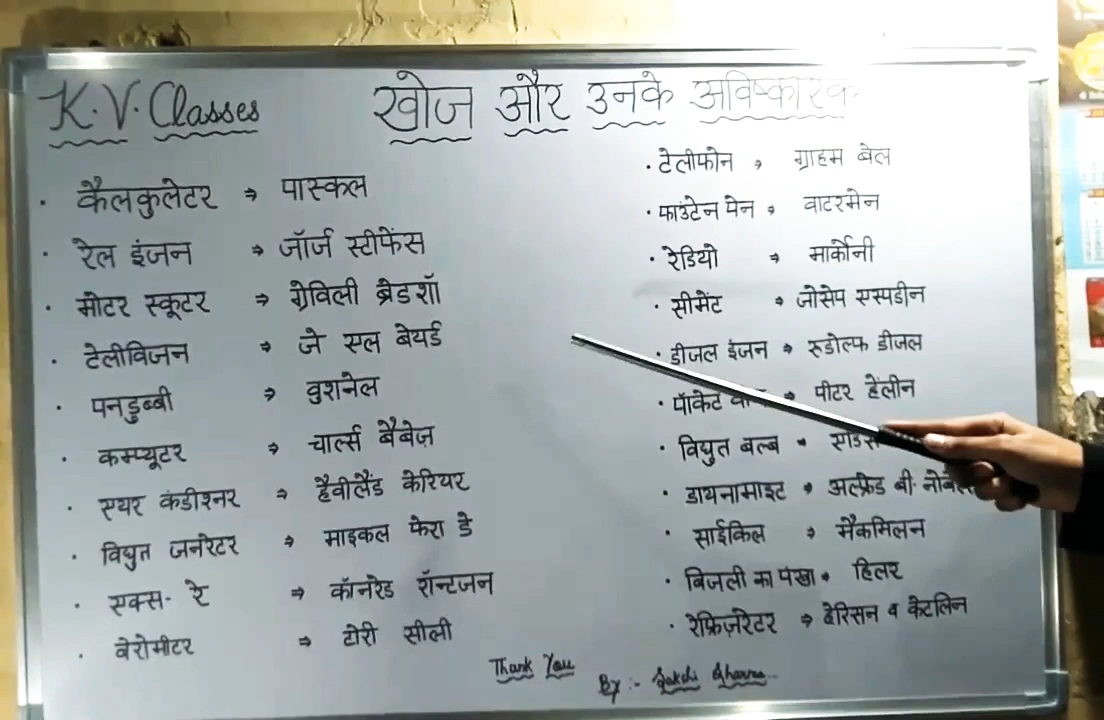 K.V. Classes
खोज और उनके अविष्कारक
· कैलकुलेटर ⇒ पास्कल
· रेल इंजन ⇒ जॉर्ज स्टीफेंस
· मोटर स्कूटर ⇒ ग्रेविली ब्रेडशॉ
· टेलीविजन ⇒ जे एल बेयर्ड
· पनडुब्बी ⇒ वुशनेल
· कम्प्यूटर ⇒ चार्ल्स बैबेज़
· एयर कंडीश्नर ⇒ हैवीलैंड केरियर
· विद्युत जनरेटर ⇒ माइकल फेरा डे
· एक्स- रे ⇒ कॉनरेड रॉन्टजन
· बेरोमीटर ⇒ टोरी सीली
· टेलीफोन ⇒ ग्राहम बेल
· फाउंटेन पेन ⇒ वाटरमेन
· रेडियो ⇒ मार्कोनी
· सीमेंट ⇒ जोसेप एस्पडीन
· डीजल इंजन ⇒ रूडोल्फ डीजल
· पॉकेट ⇒ पीटर हेंलीन
· विद्युत बल्ब ⇒
· डायनामाइट ⇒ अल्फ्रेड बी.
· साईकिल ⇒ मैकमिलन
· बिजली का पंखा ⇒ हिलर
· रेफ्रिज़रेटर ⇒ हेरिसन व केटलिन
Thank You
By :-